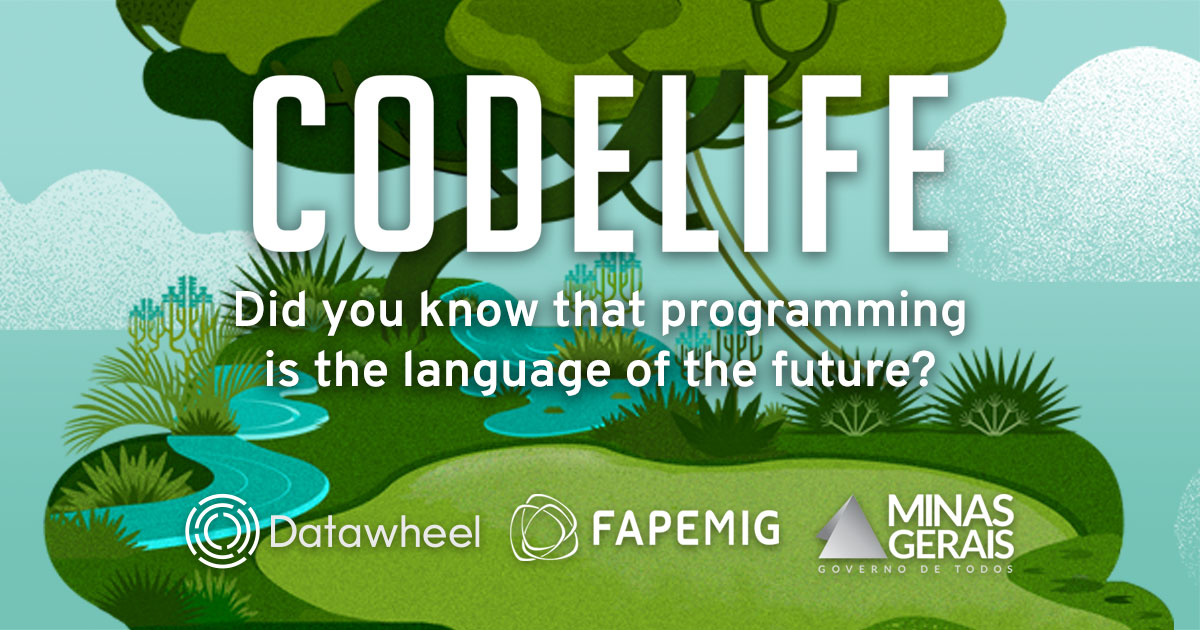 CODELIFE
Did you know that programming
is the language of the future?
Datawheel
FAPEMIG
MINAS
GERAIS
GOVERNO DE TODOS